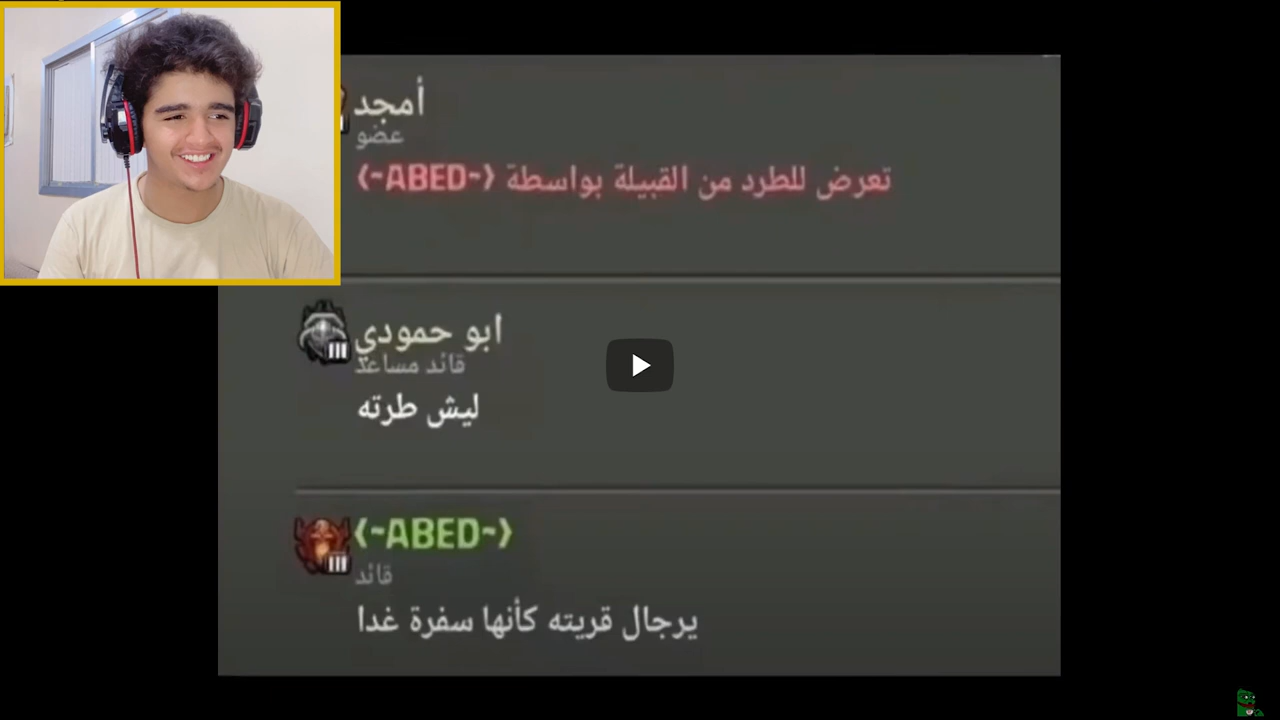 أمجد
عضو
تعرض للطرد من القبيلة بواسطة ⟨~ABED~⟩
ابو حمودي
قائد مساعد
ليش طرته
⟨~ABED~⟩
قائد
يرجال قريته كأنها سفرة غدا